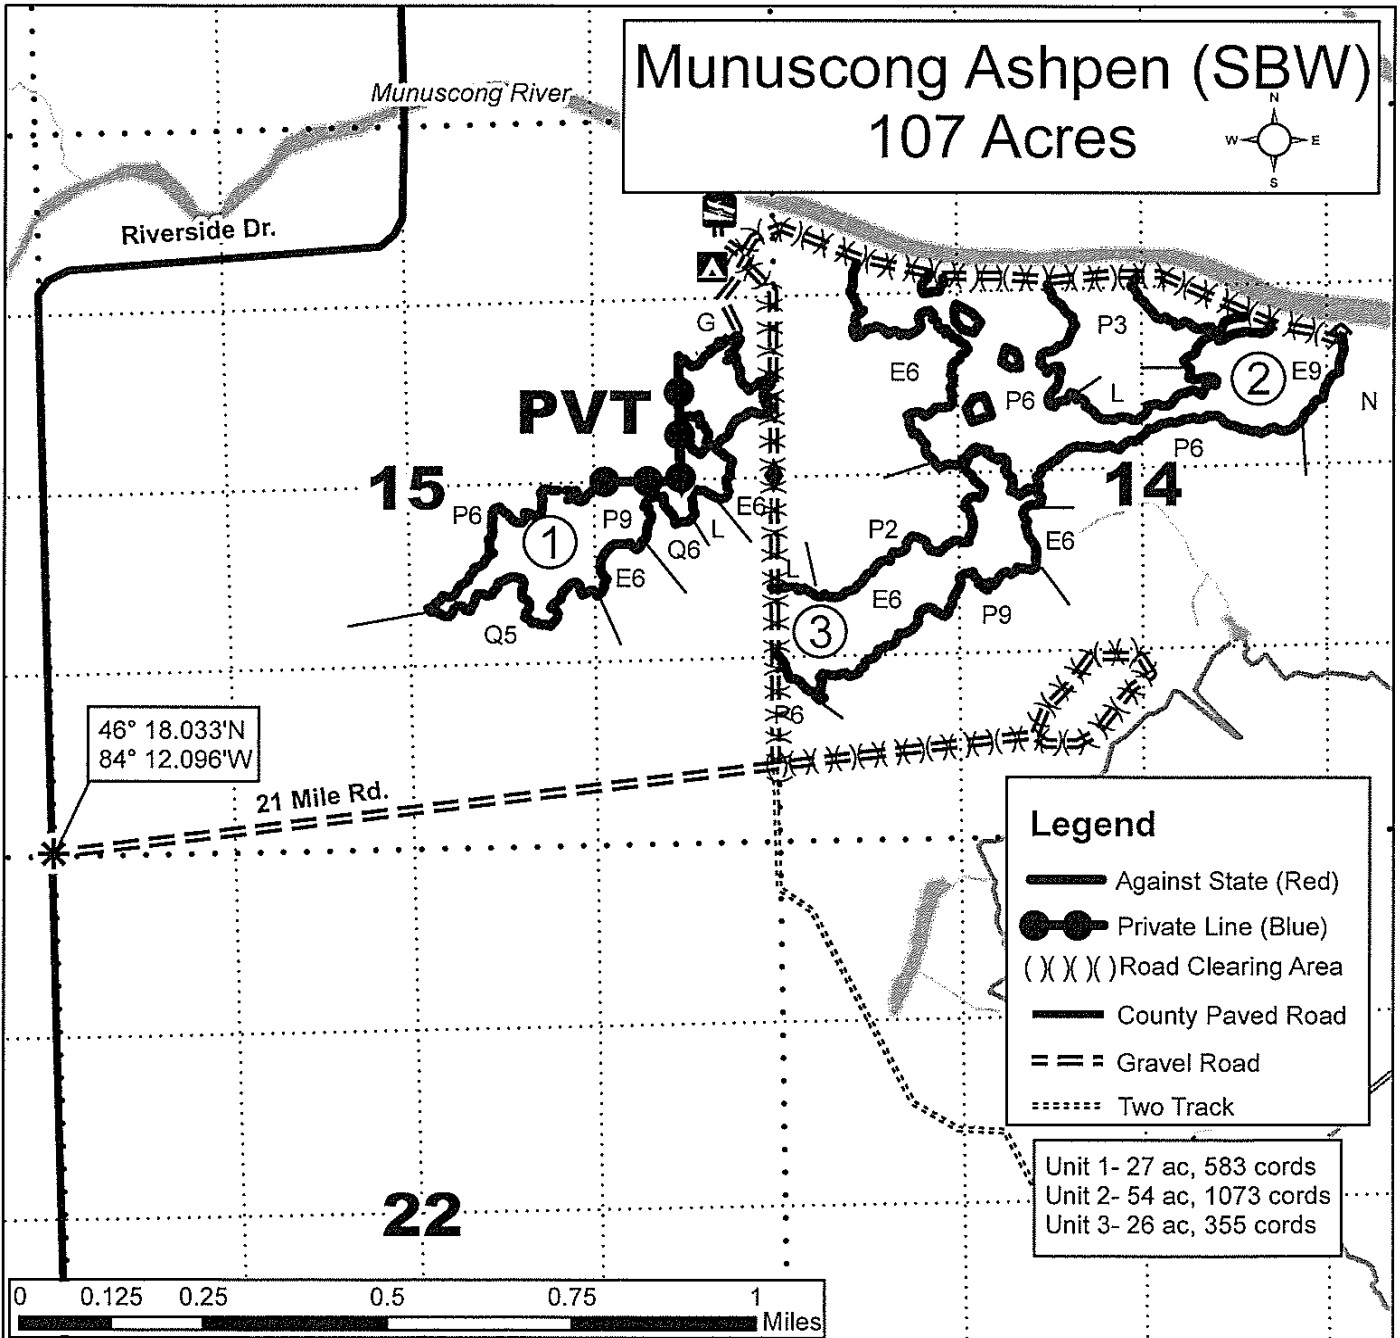 Munuscong Ashpen (SBW)
107 Acres
N
W E
S
Munuscong River
Riverside Dr.
G
P3
E6
PVT
P6
L
2
E9
N
P6
15
14
P6
1
P9
Q6
L
E6
P2
E6
E6
L
Q5
3
E6
P9
P6
46° 18.033'N
84° 12.096'W
21 Mile Rd.
Legend
Against State (Red)
Private Line (Blue)
( )( )( )( ) Road Clearing Area
County Paved Road
Gravel Road
Two Track
Unit 1- 27 ac, 583 cords
Unit 2- 54 ac, 1073 cords
Unit 3- 26 ac, 355 cords
22
0 0.125 0.25 0.5 0.75 1
Miles